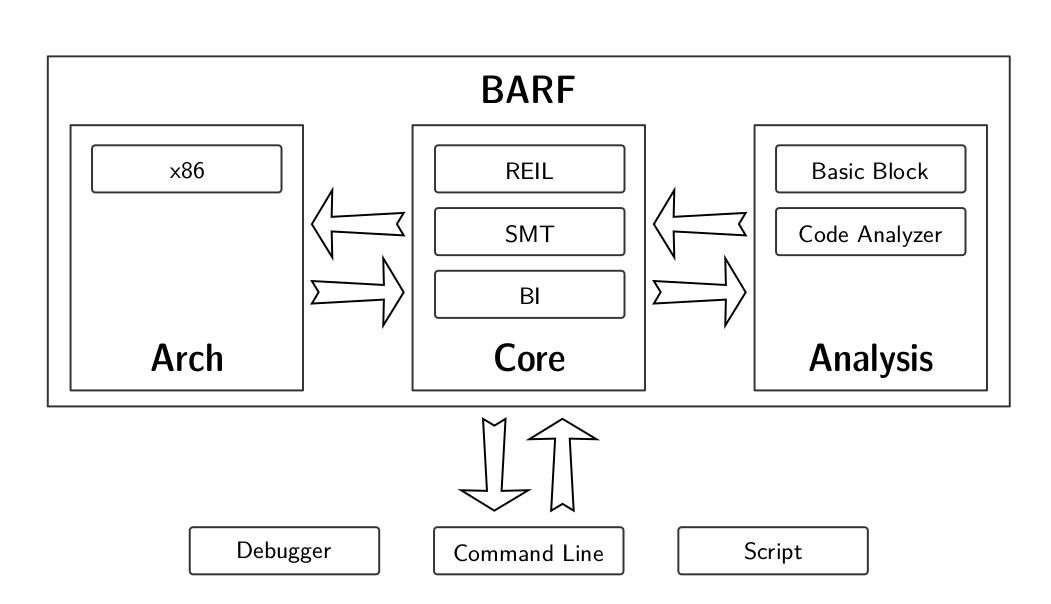 BARF
x86
Arch
REIL
SMT
BI
Core
Basic Block
Code Analyzer
Analysis
Debugger
Command Line
Script